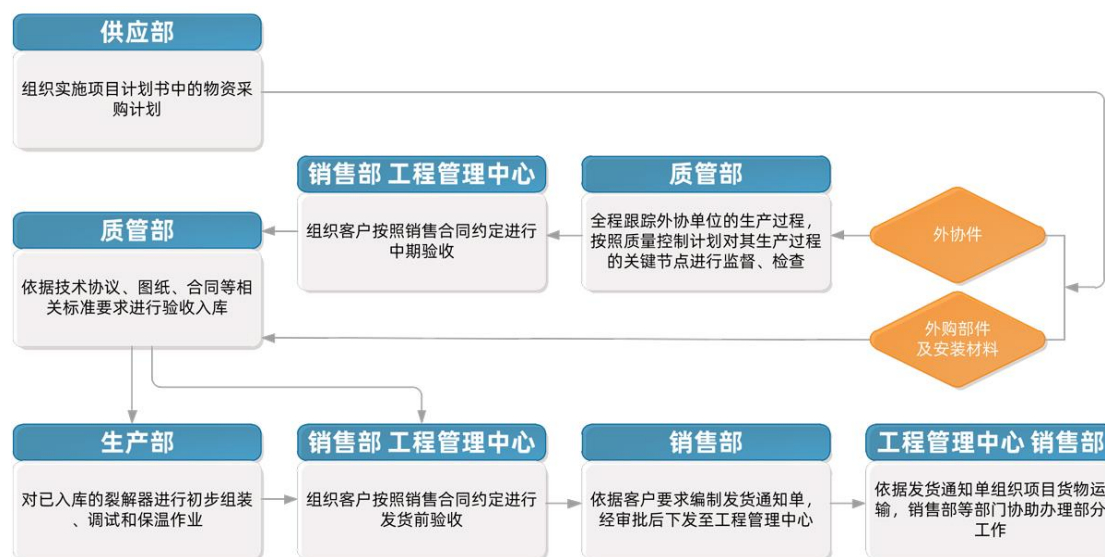 供应部
组织实施项目计划书中的物资采
购计划
销售部 工程管理中心
组织客户按照销售合同约定进行
中期验收
质管部
全程跟踪外协单位的生产过程，
按照质量控制计划对其生产过程
的关键节点进行监督、检查
外协件
质管部
依据技术协议、图纸、合同等相
关标准要求进行验收入库
外购部件
及安装材料
生产部
对已入库的裂解器进行初步组装
、调试和保温作业
销售部 工程管理中心
组织客户按照销售合同约定进行
发货前验收
销售部
依据客户要求编制发货通知单，
经审批后下发至工程管理中心
工程管理中心 销售部
依据发货通知单组织项目货物运
输，销售部等部门协助办理部分
工作